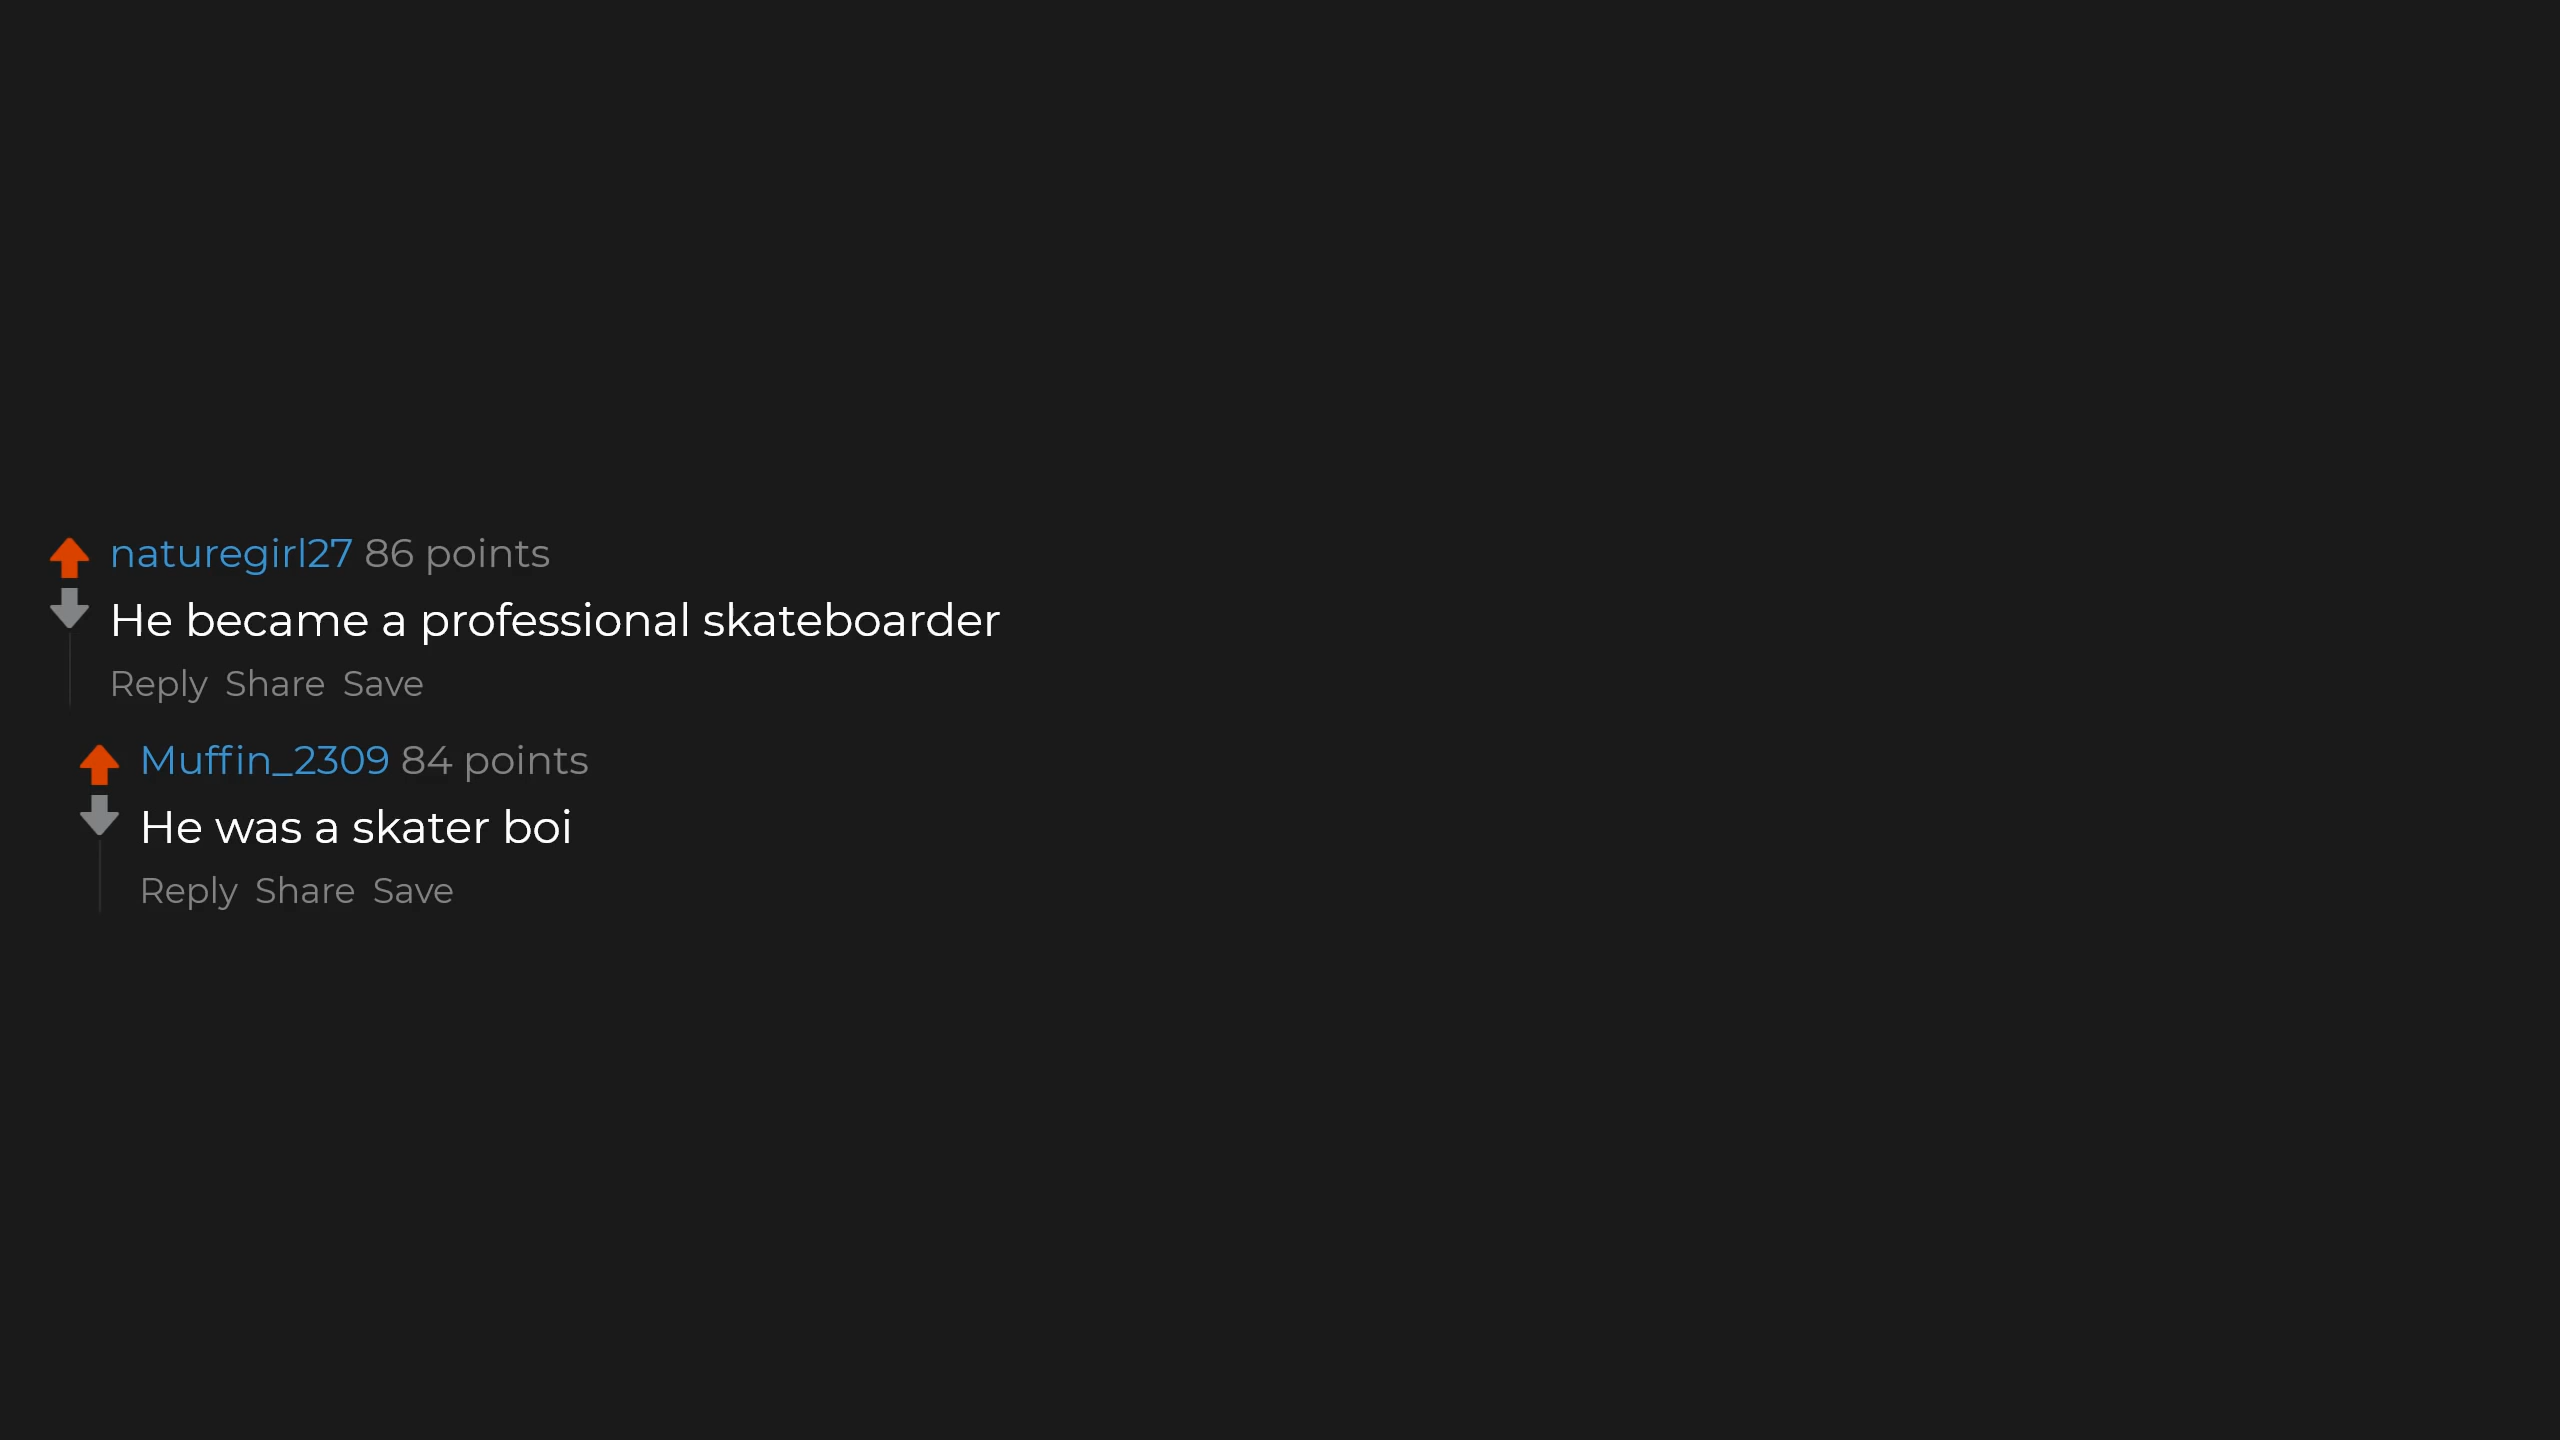 naturegirl27 86 points
He became a professional skateboarder
Reply Share Save
Muffin_2309 84 points
He was a skater boi
Reply Share Save